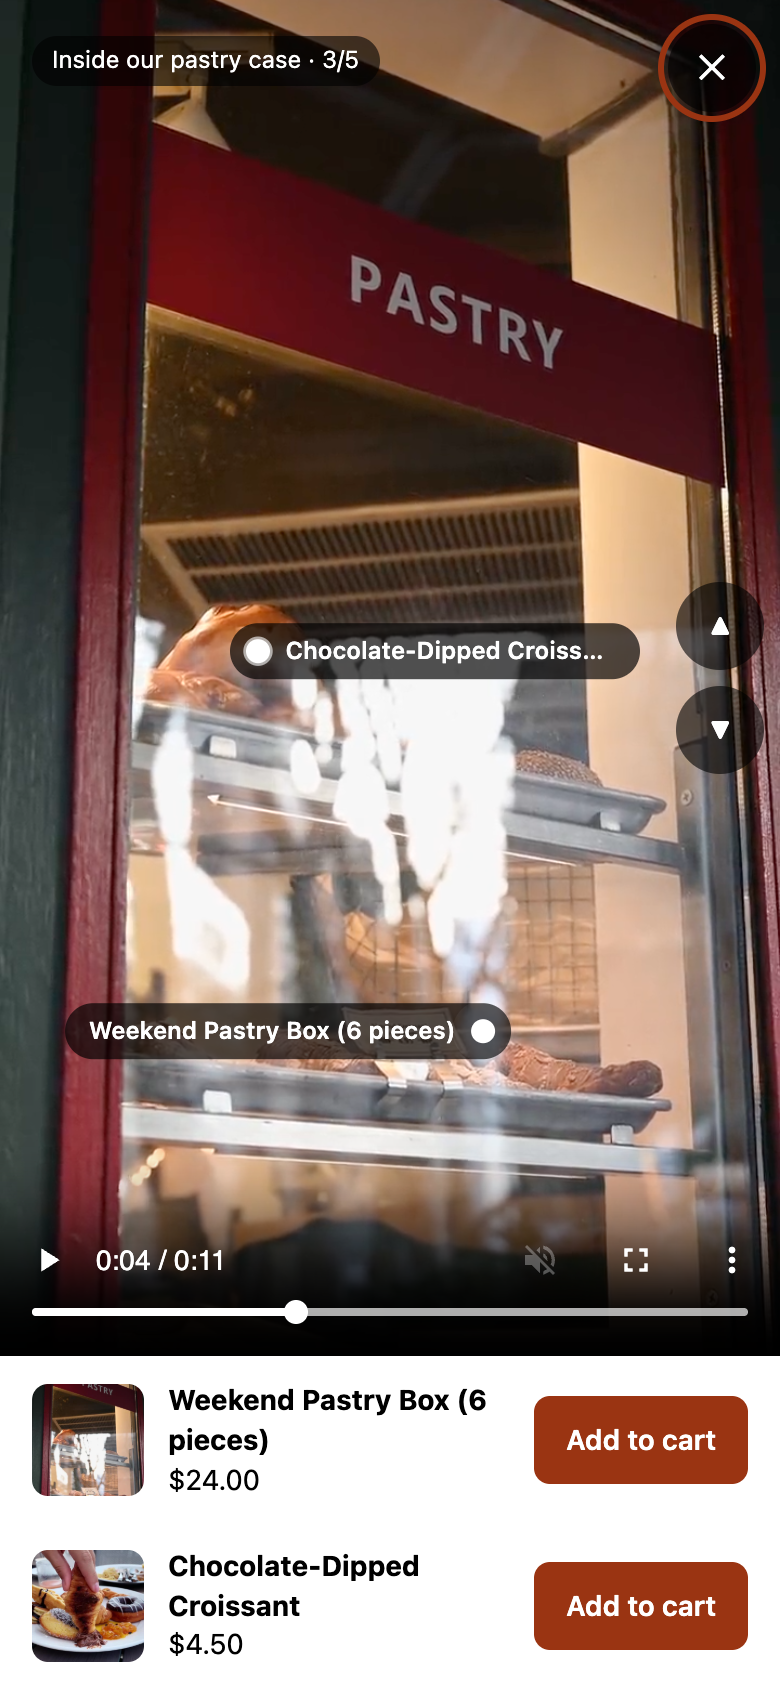 Inside our pastry case · 3/5
PASTRY
Chocolate-Dipped Croiss...
Weekend Pastry Box (6 pieces)
0:04 / 0:11
PASTRY
Weekend Pastry Box (6
pieces)
$24.00
Add to cart
Chocolate-Dipped
Croissant
$4.50
Add to cart